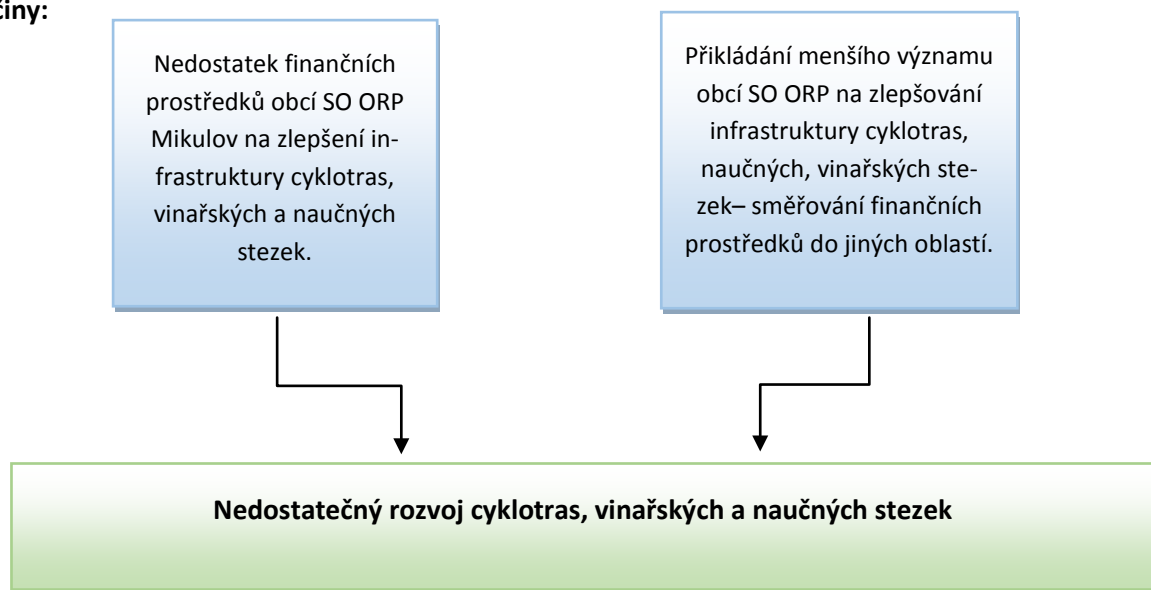 činy:
Nedostatek finančních
prostředků obcí SO ORP
Mikulov na zlepšení in-
frastruktury cyklotras,
vinařských a naučných
stezek.
Přikládání menšího významu
obcí SO ORP na zlepšování
infrastruktury cyklotras,
naučných, vinařských ste-
zek– směřování finančních
prostředků do jiných oblastí.
Nedostatečný rozvoj cyklotras, vinařských a naučných stezek